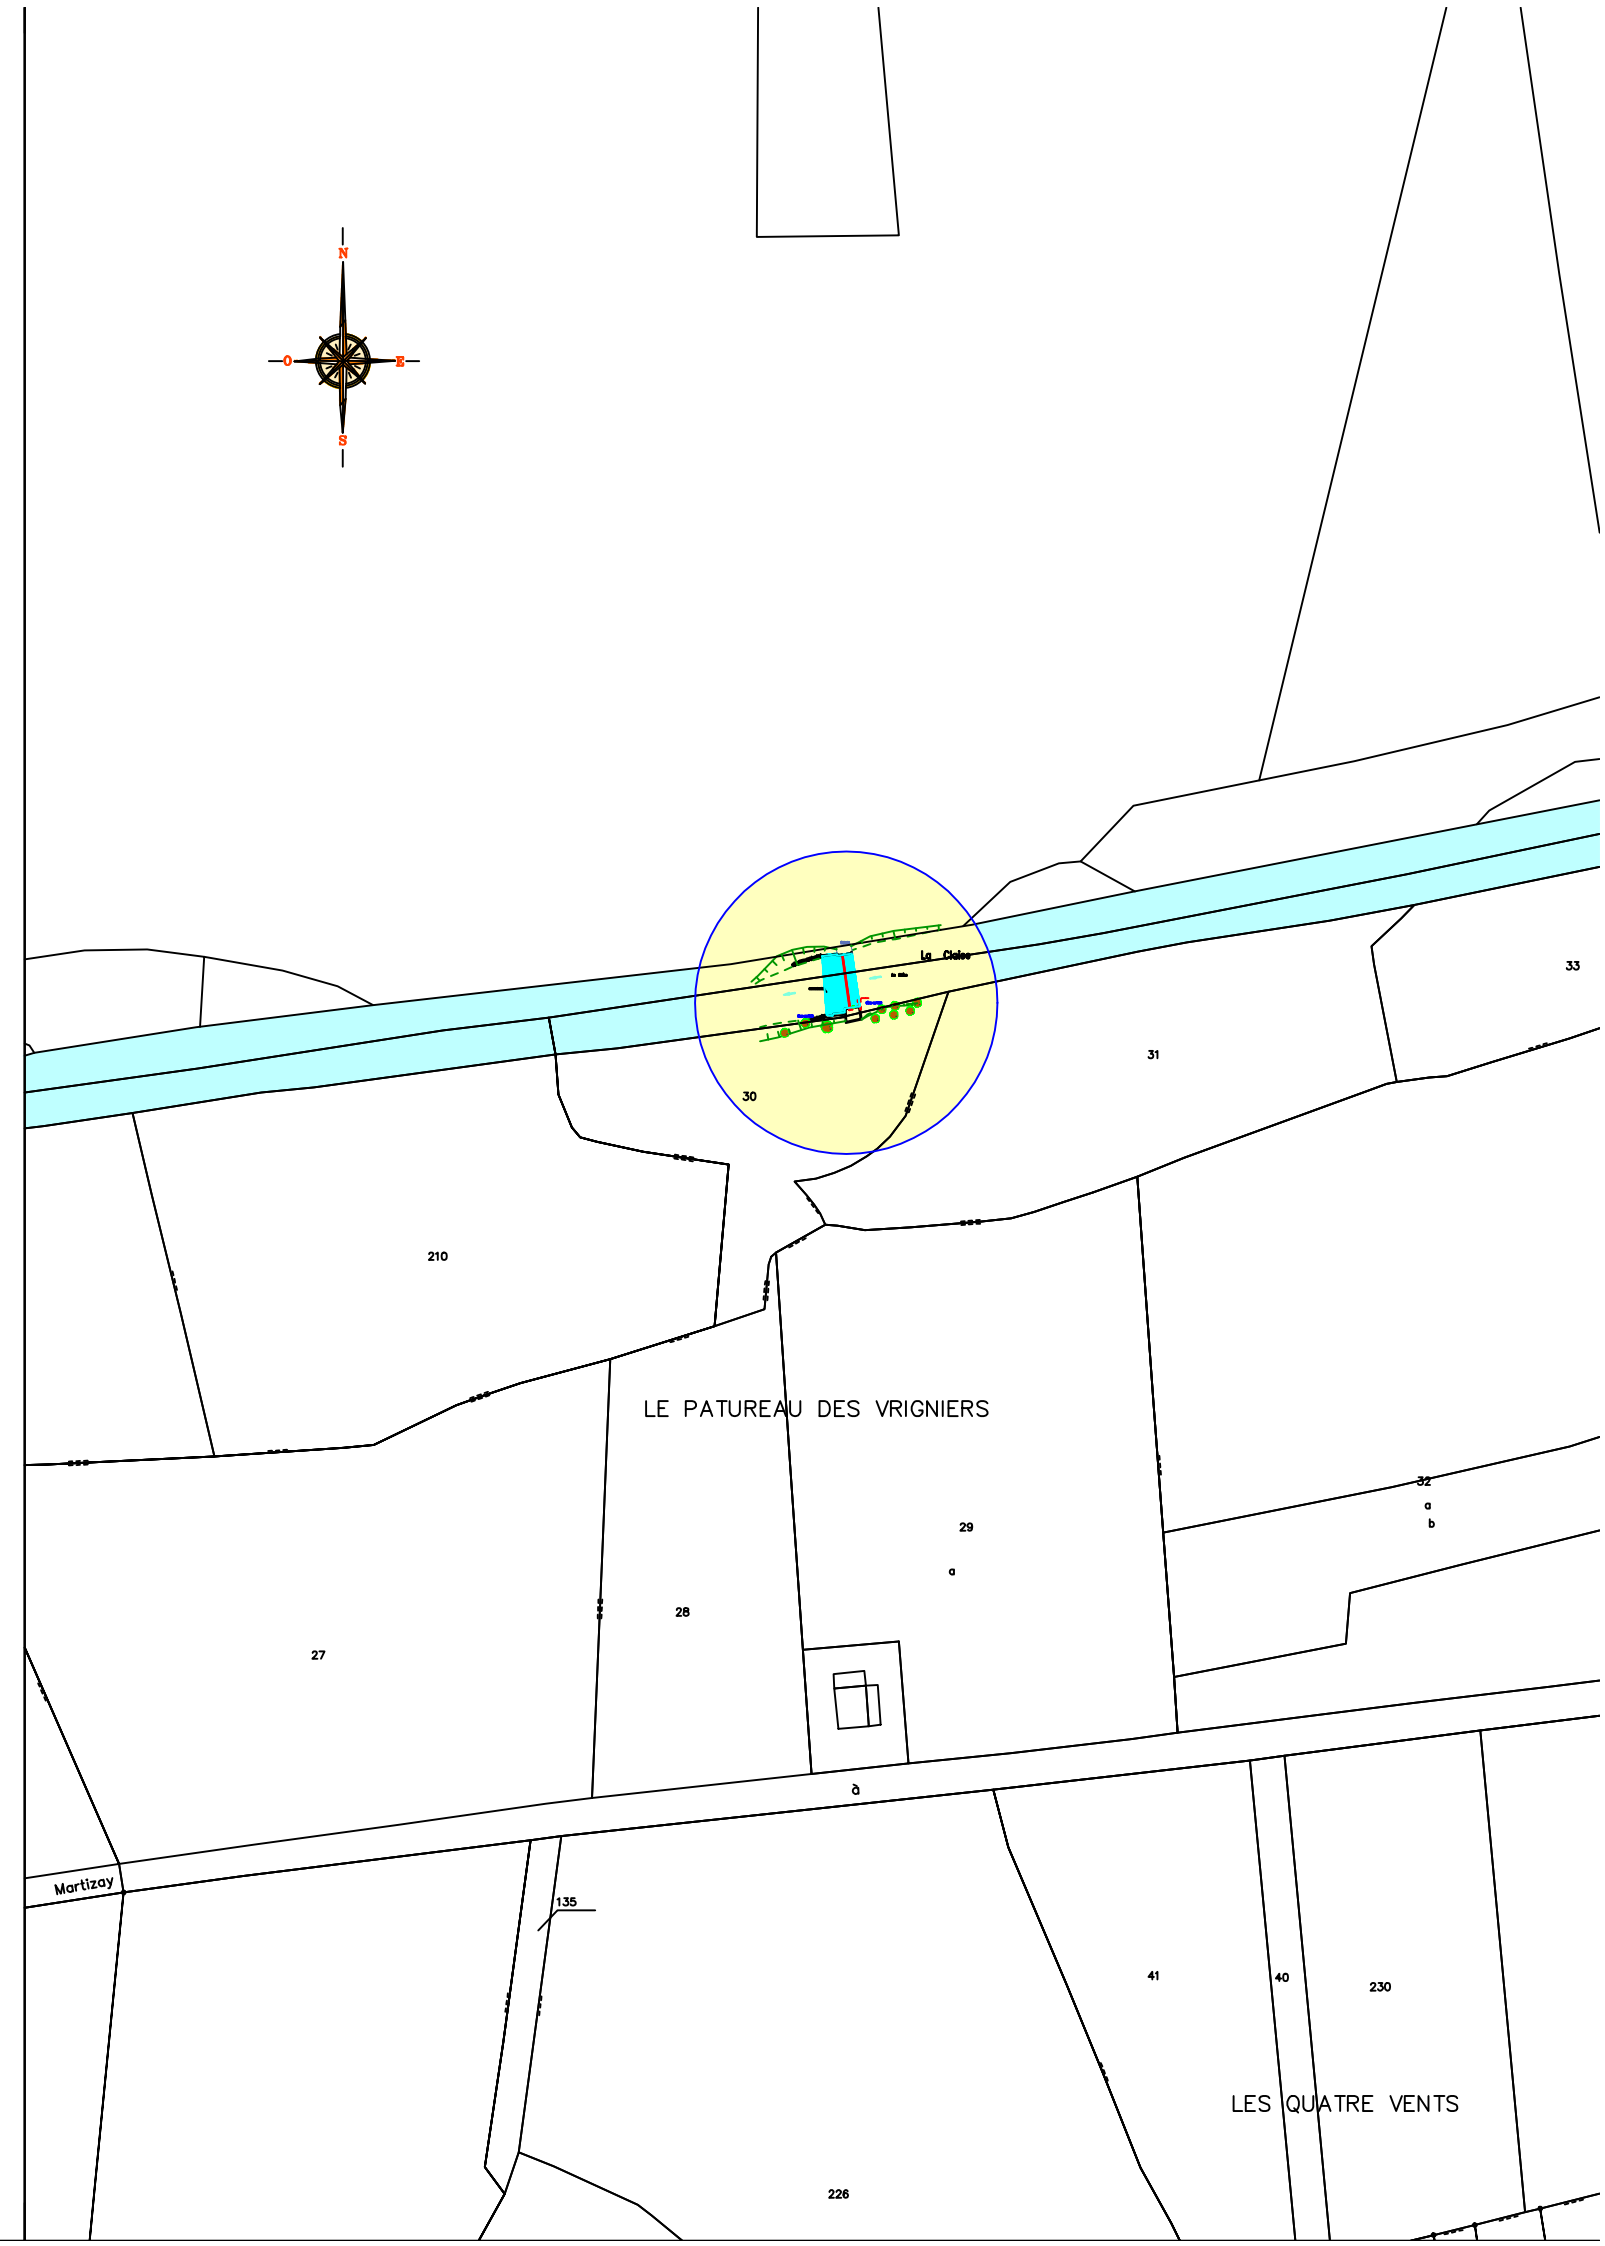 N
O
E
S
La Claise
33
31
30
210
LE PATUREAU DES VRIGNIERS
32
a
b
29
a
28
27
à
Martizay
135
41
40
230
LES QUATRE VENTS
226